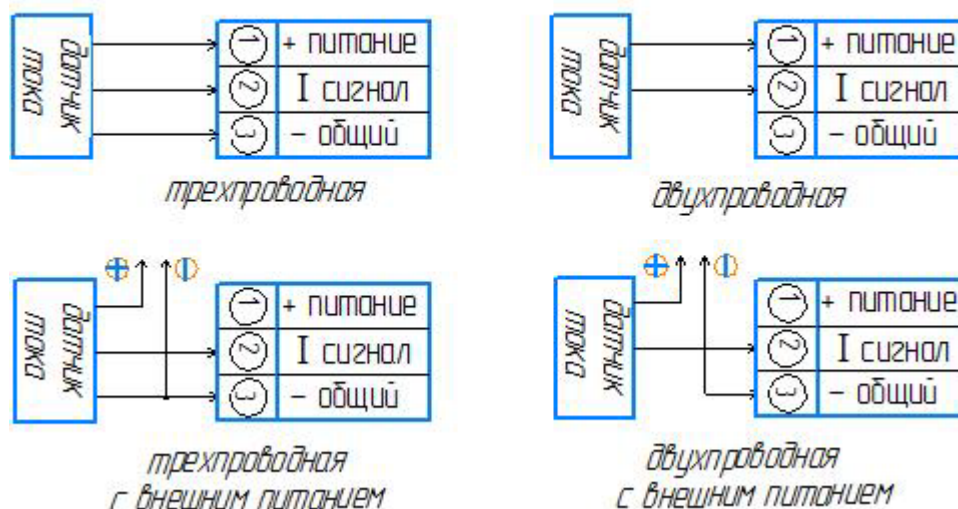 датчик
тока
1 + питание
2 I сигнал
3 - общий
трехпроводная
датчик
тока
1 + питание
2 I сигнал
3 - общий
двухпроводная
+ -
датчик
тока
1 + питание
2 I сигнал
3 - общий
трехпроводная
с внешним питанием
+ -
датчик
тока
1 + питание
2 I сигнал
3 - общий
двухпроводная
с внешним питанием